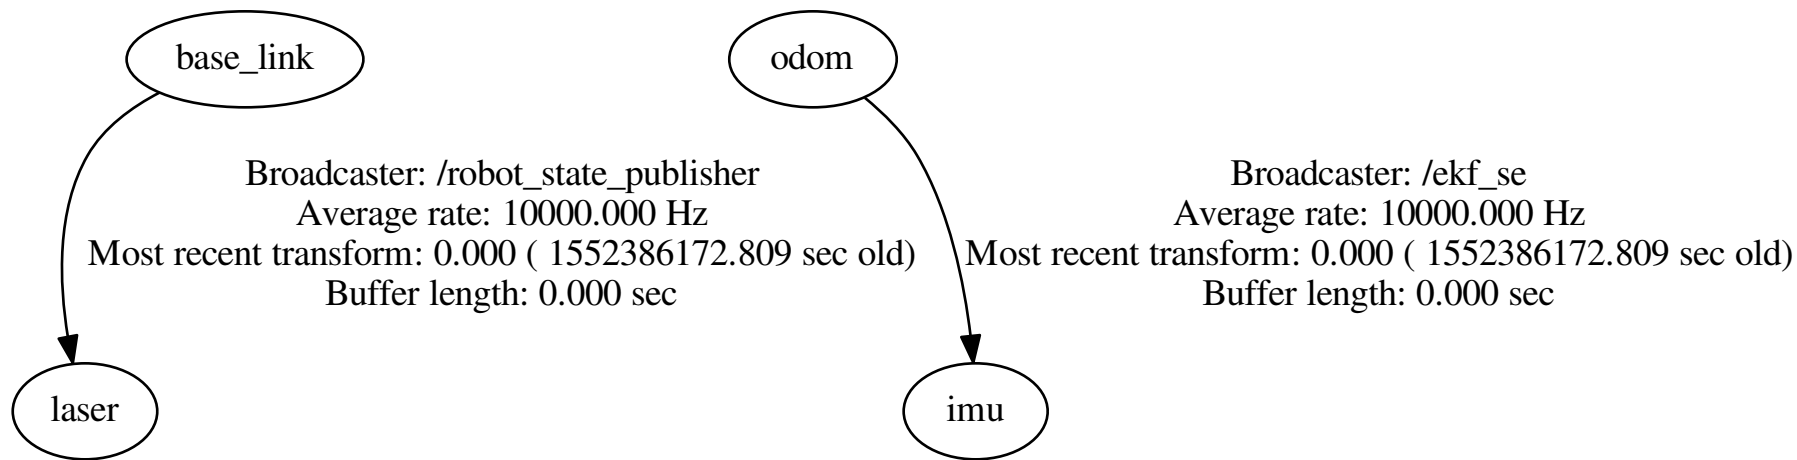 base_link
odom
Broadcaster: /robot_state_publisher
Average rate: 10000.000 Hz
Most recent transform: 0.000 ( 1552386172.809 sec old)
Buffer length: 0.000 sec
Broadcaster: /ekf_se
Average rate: 10000.000 Hz
Most recent transform: 0.000 ( 1552386172.809 sec old)
Buffer length: 0.000 sec
laser
imu